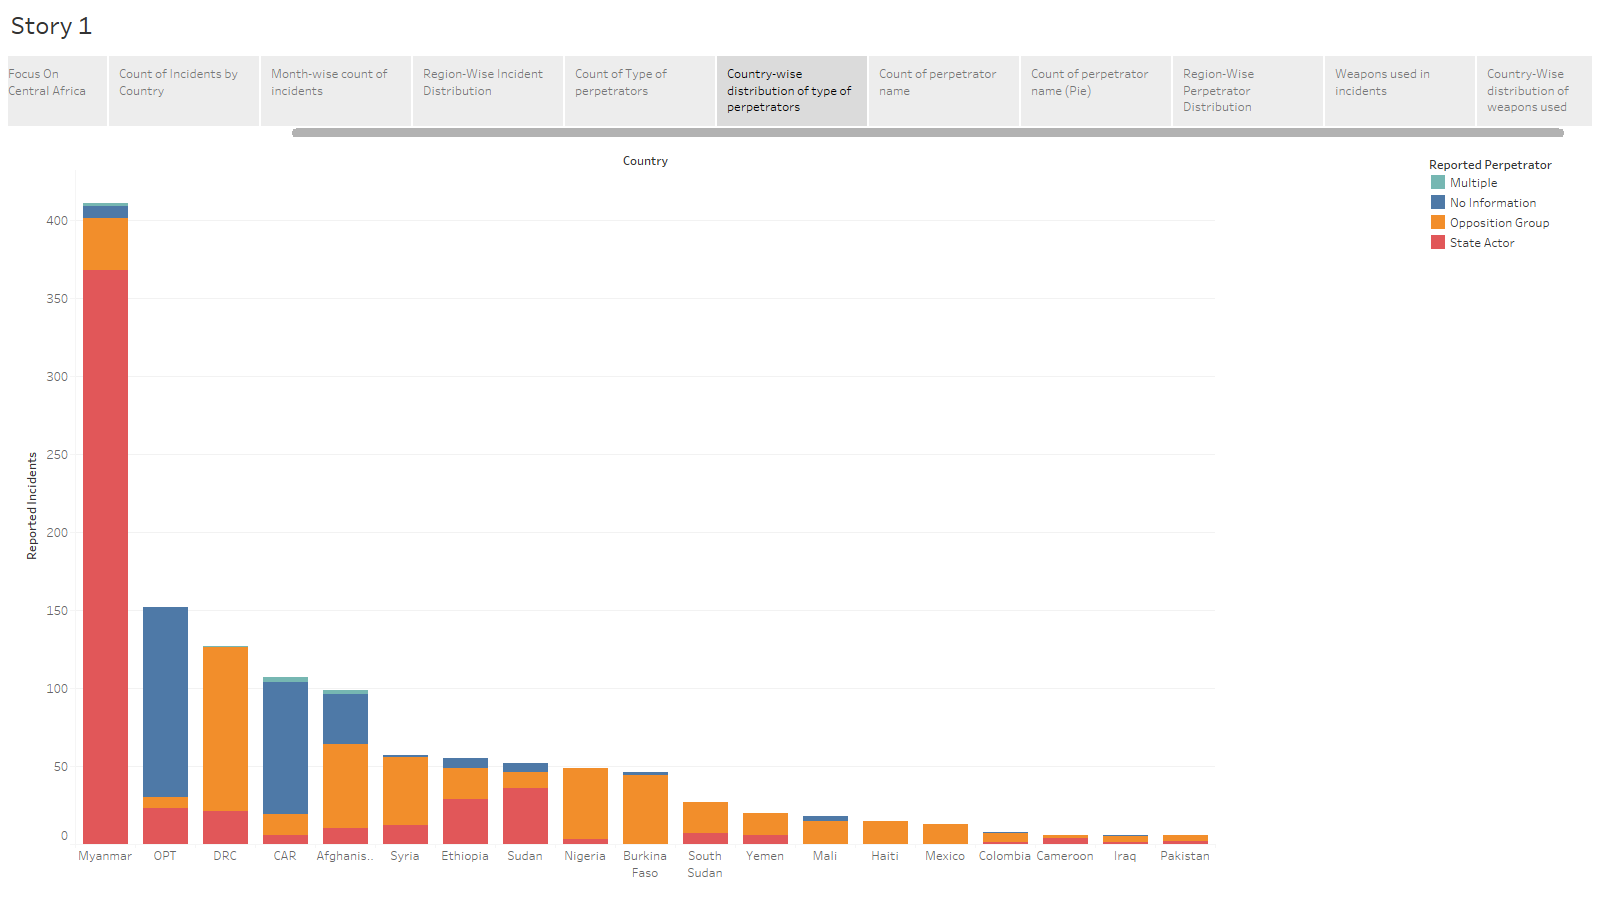 Story 1
Focus On
Central Africa
Count of Incidents by
Country
Month-wise count of
incidents
Region-Wise Incident
Distribution
Count of Type of
perpetrators
Country-wise
distribution of type of
perpetrators
Count of perpetrator
name
Count of perpetrator
name (Pie)
Region-Wise
Perpetrator
Distribution
Weapons used in
incidents
Country-Wise
distribution of
weapons used
Country
Reported Perpetrator
Multiple
No Information
Opposition Group
State Actor
Reported Incidents
400
350
300
250
200
150
100
50
0
Myanmar
OPT
DRC
CAR
Afghanis..
Syria
Ethiopia
Sudan
Nigeria
Burkina
Faso
South
Sudan
Yemen
Mali
Haiti
Mexico
Colombia
Cameroon
Iraq
Pakistan